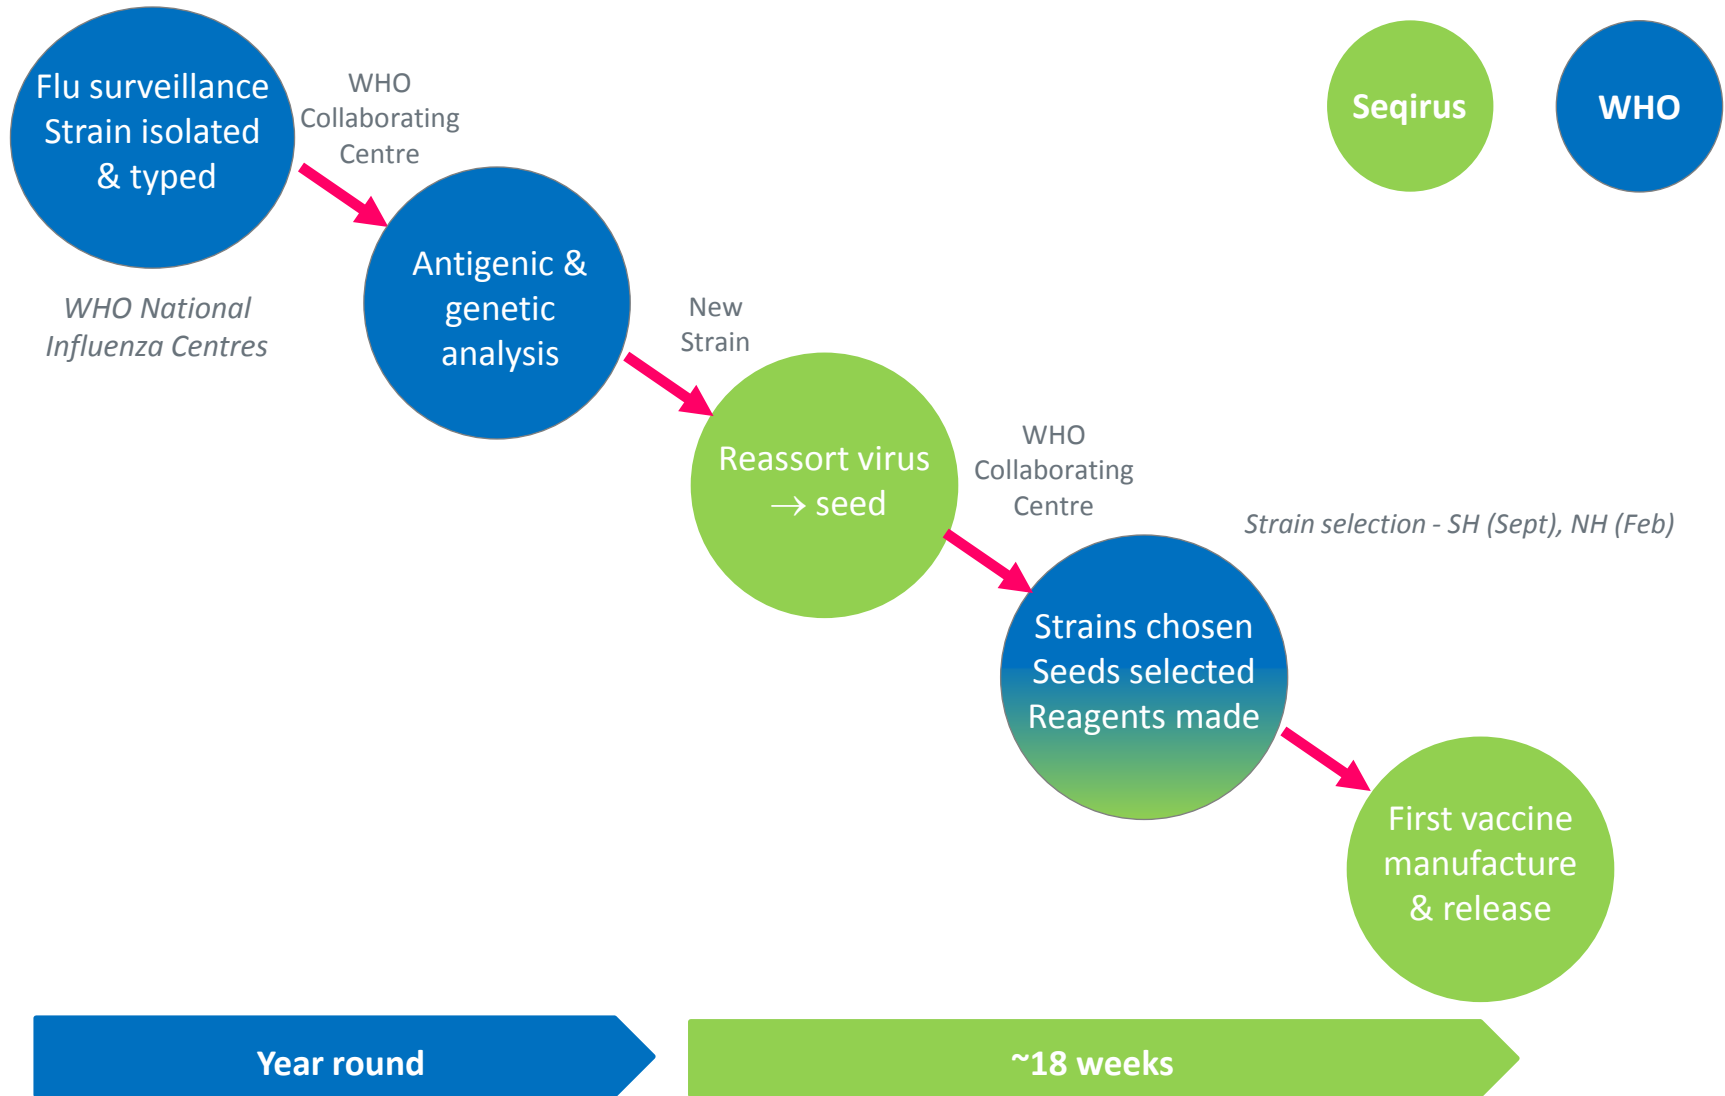 Flu surveillance
Strain isolated
& typed
WHO
Collaborating
Centre
Seqirus
WHO
WHO National
Influenza Centres
Antigenic &
genetic
analysis
New
Strain
Reassort virus
→ seed
WHO
Collaborating
Centre
Strain selection - SH (Sept), NH (Feb)
Strains chosen
Seeds selected
Reagents made
First vaccine
manufacture
& release
Year round
~18 weeks